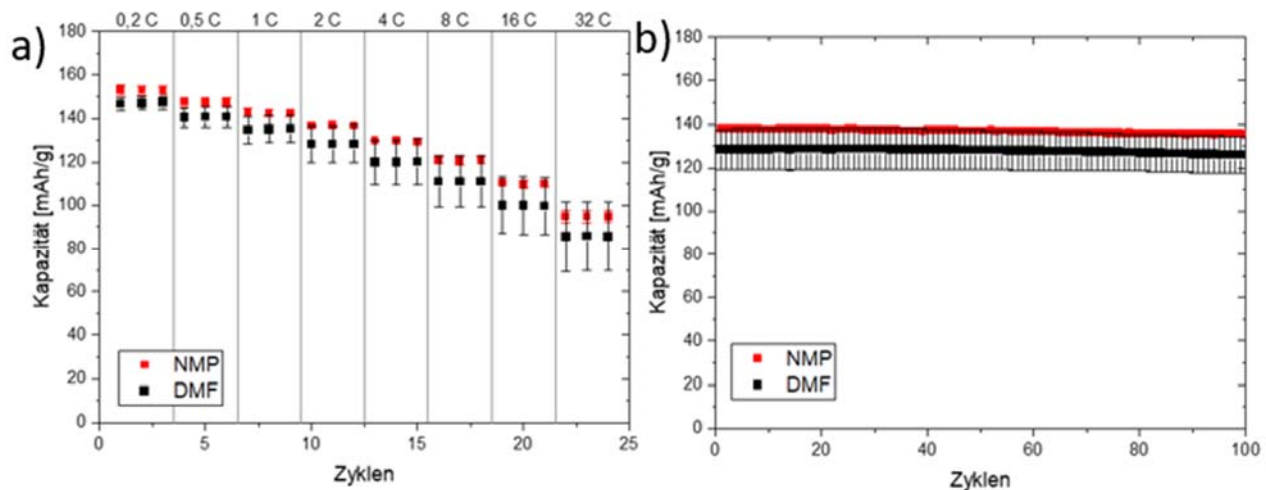 a)
0,2 C 0,5 C 1 C 2 C 4 C 8 C 16 C 32 C
180
160
140
120
100
80
60
40
20
0
Kapazität [mAh/g]
NMP
DMF
0 5 10 15 20 25
Zyklen
b)
180
160
140
120
100
80
60
40
20
0
Kapazität [mAh/g]
NMP
DMF
0 20 40 60 80 100
Zyklen